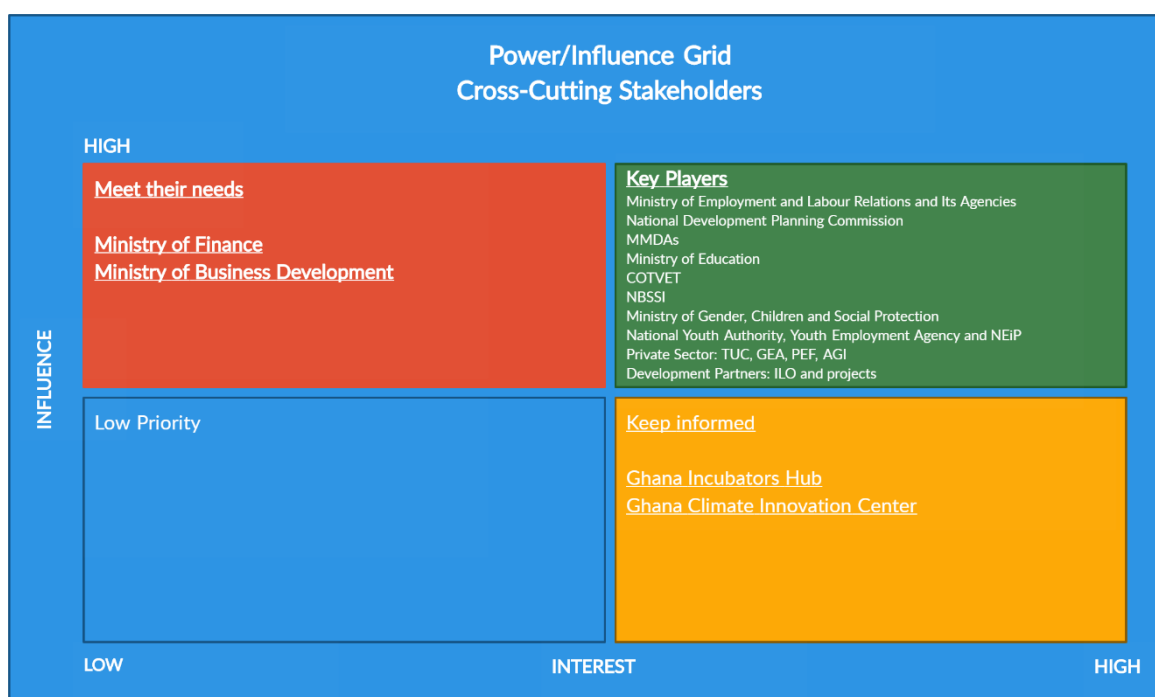 Power/Influence Grid
Cross-Cutting Stakeholders
HIGH
Meet their needs
Ministry of Finance
Ministry of Business Development
Key Players
Ministry of Employment and Labour Relations and Its Agencies
National Development Planning Commission
MMDAs
Ministry of Education
COTVET
NBSSI
Ministry of Gender, Children and Social Protection
National Youth Authority, Youth Employment Agency and NEiP
Private Sector: TUC, GEA, PEF, AGI
Development Partners: ILO and projects
INFLUENCE
Low Priority
Keep informed
Ghana Incubators Hub
Ghana Climate Innovation Center
LOW
INTEREST
HIGH